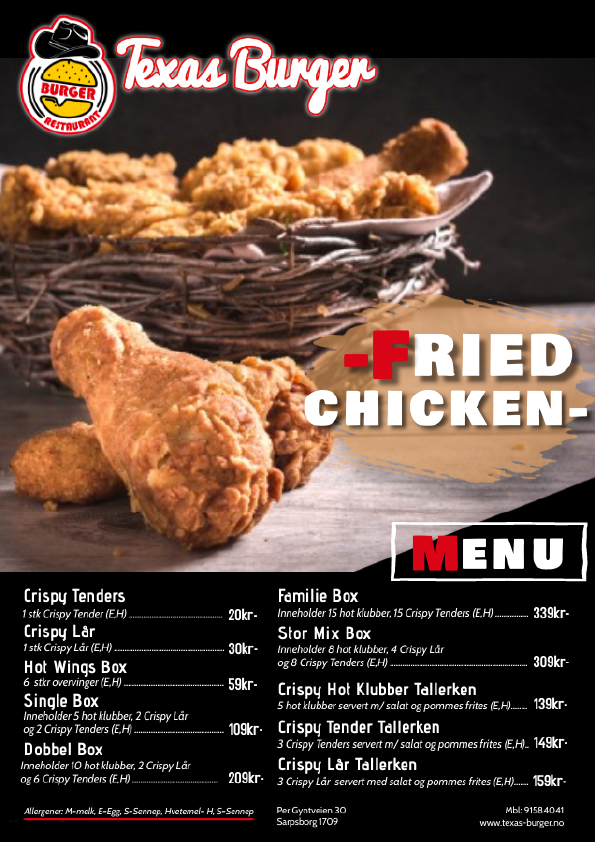 BURGER
RESTAURANT
Texas Burger
-FRIED
CHICKEN-
MENU
Crispy Tenders
1 stk Crispy Tender (E,H) 20kr-
Crispy Lår
1 stk Crispy Lår (E,H) 30kr-
Hot Wings Box
6 stkr overvinger (E,H) 59kr-
Single Box
Inneholder 5 hot klubber, 2 Crispy Lår
og 2 Crispy Tenders (E,H) 109kr-
Dobbel Box
Inneholder 10 hot klubber, 2 Crispy Lår
og 6 Crispy Tenders (E,H) 209kr-
Familie Box
Inneholder 15 hot klubber, 15 Crispy Tenders (E,H) 339kr-
Stor Mix Box
Inneholder 8 hot klubber, 4 Crispy Lår
og 8 Crispy Tenders (E,H) 309kr-
Crispy Hot Klubber Tallerken
5 hot klubber servert m/ salat og pommes frites (E,H) 139kr-
Crispy Tender Tallerken
3 Crispy Tenders servert m/ salat og pommes frites (E,H) 149kr-
Crispy Lår Tallerken
3 Crispy Lår servert med salat og pommes frites (E,H) 159kr-
Allergener: M-melk, E-Egg, S-Sennep, Hvetemel- H, S-Sennep
Per Gyntveien 30
Sarpsborg 1709
Mbl: 9158 40 41
www.texas-burger.no